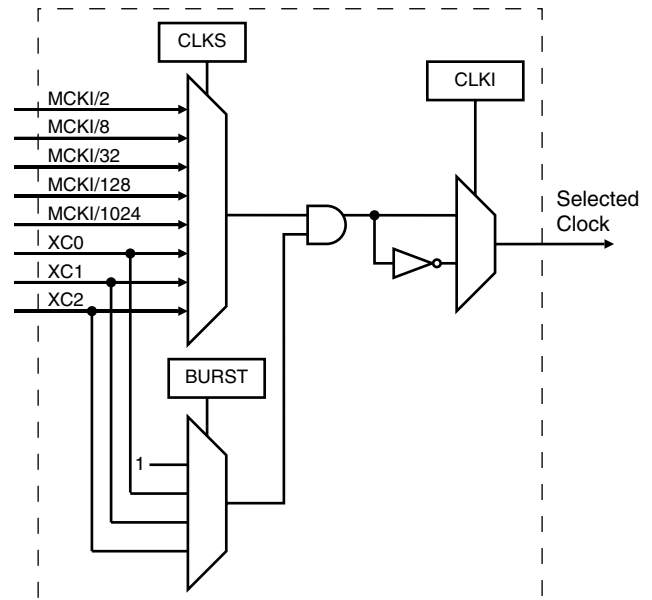 CLKS
CLKI
MCKI/2
MCKI/8
MCKI/32
MCKI/128
MCKI/1024
XC0
XC1
XC2
Selected
Clock
BURST
1